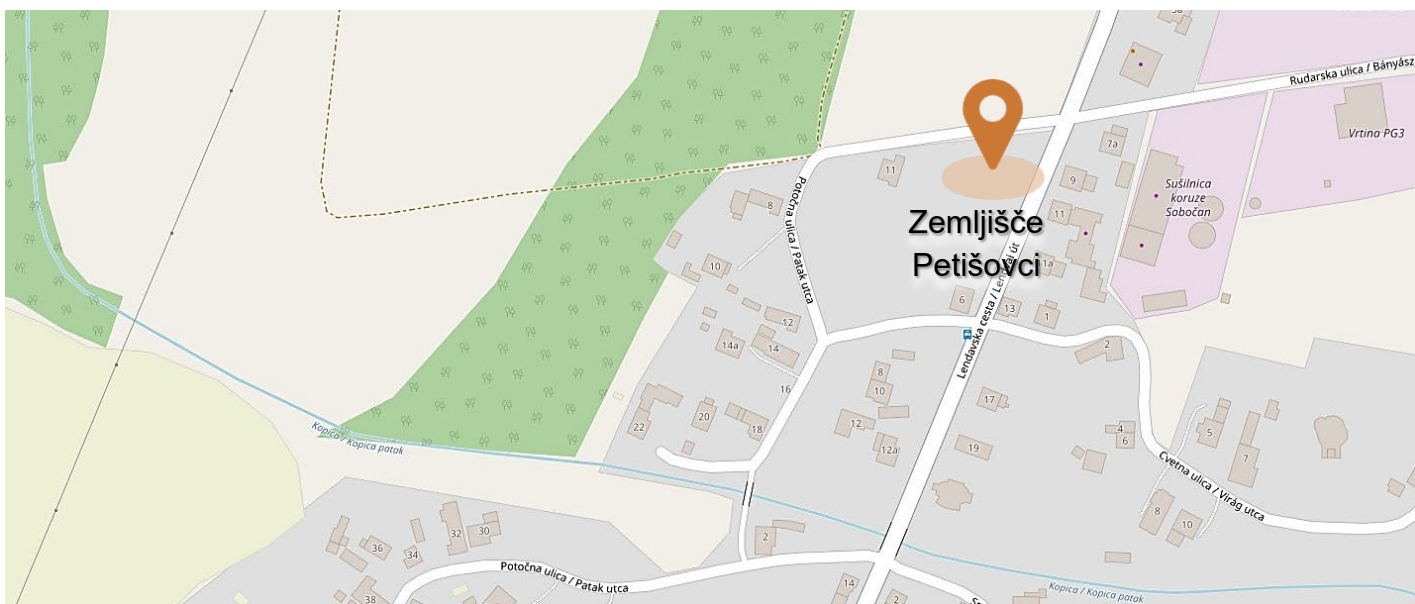 3a
Rudarska ulica / Bányász
Vrtina PG3
7a
11
9
Sušilnica
koruze
Sobočan
Potočna ulica / Patak utca
8
11
Zemljišče
Petišovci
Lendavska cesta / Lendvai út
10
6
13
1
12
14a
14
2
8
10
16
17
20
22
18
12
12a
19
4
6
5
7
Kopica / Kopica patak
Cvetna ulica / Virág utca
8
10
32
30
36
34
2
Potočna ulica / Patak utca
38
14
2
Kopica / Kopica patak